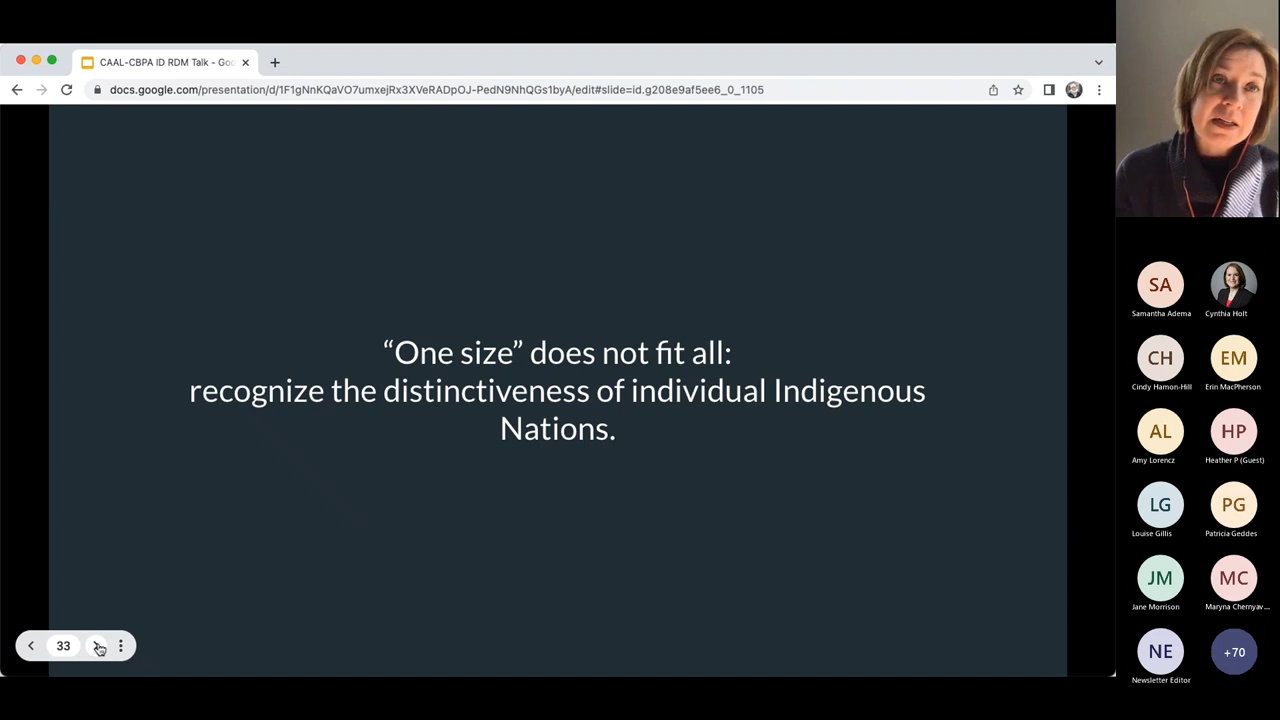 CAAL-CBPA ID RDM Talk - Goo
docs.google.com/presentation/d/1F1gNnKQaVO7umxejRx3XVeRADpOJ-PedN9NhQGs1byA/edit#slide=id.g208e9af5ee6_0_1105
“One size” does not fit all:
recognize the distinctiveness of individual Indigenous
Nations.
33
SA
Samantha Adema
Cynthia Holt
CH
Cindy Hamon-Hill
EM
Erin MacPherson
AL
Amy Lorencz
HP
Heather P (Guest)
LG
Louise Gillis
PG
Patricia Geddes
JM
Jane Morrison
MC
Maryna Chernyav...
NE
Newsletter Editor
+70